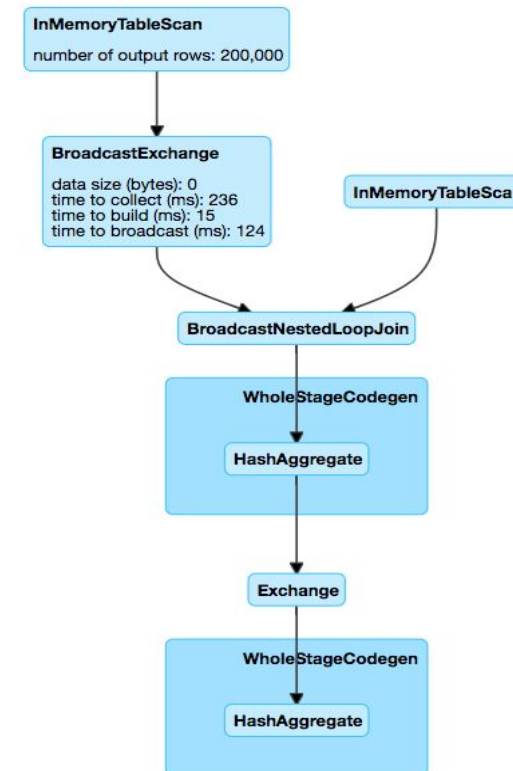 InMemoryTableScan
number of output rows: 200,000
BroadcastExchange
data size (bytes): 0
time to collect (ms): 236
time to build (ms): 15
time to broadcast (ms): 124
InMemoryTableSca
BroadcastNestedLoopJoin
WholeStageCodegen
HashAggregate
Exchange
WholeStageCodegen
HashAggregate